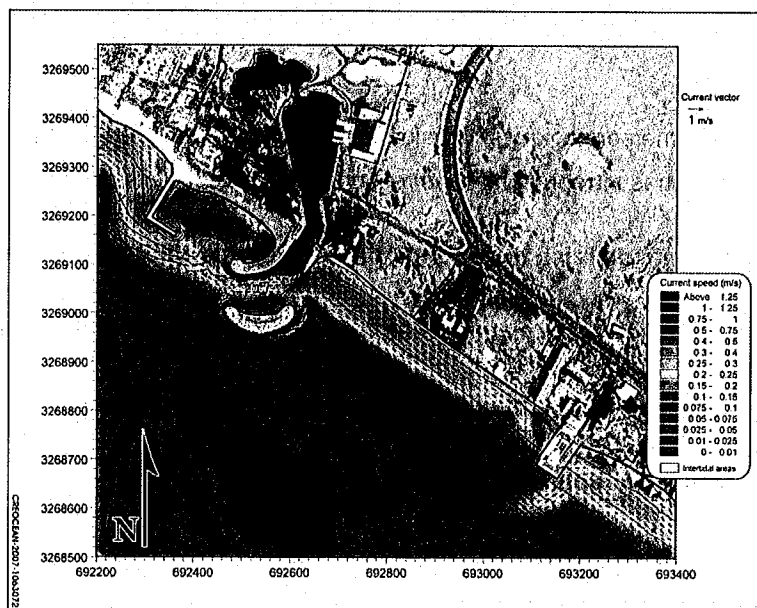 3269500
3269400
3269300
3269200
3269100
3269000
3268900
3268800
3268700
3268600
3268500
692200
692400
692600
692800
693000
693200
693400
Current vector
1 m/s
Current speed (m/s)
Above 1.25
1 - 1.25
0.75 - 1
0.5 - 0.75
0.4 - 0.5
0.3 - 0.4
0.25 - 0.3
0.2 - 0.25
0.15 - 0.2
0.1 - 0.15
0.075 - 0.1
0.05 - 0.075
0.025 - 0.05
0.01 - 0.025
0 - 0.01
Intertidal areas
N
CREOCEAN-2007-1063072